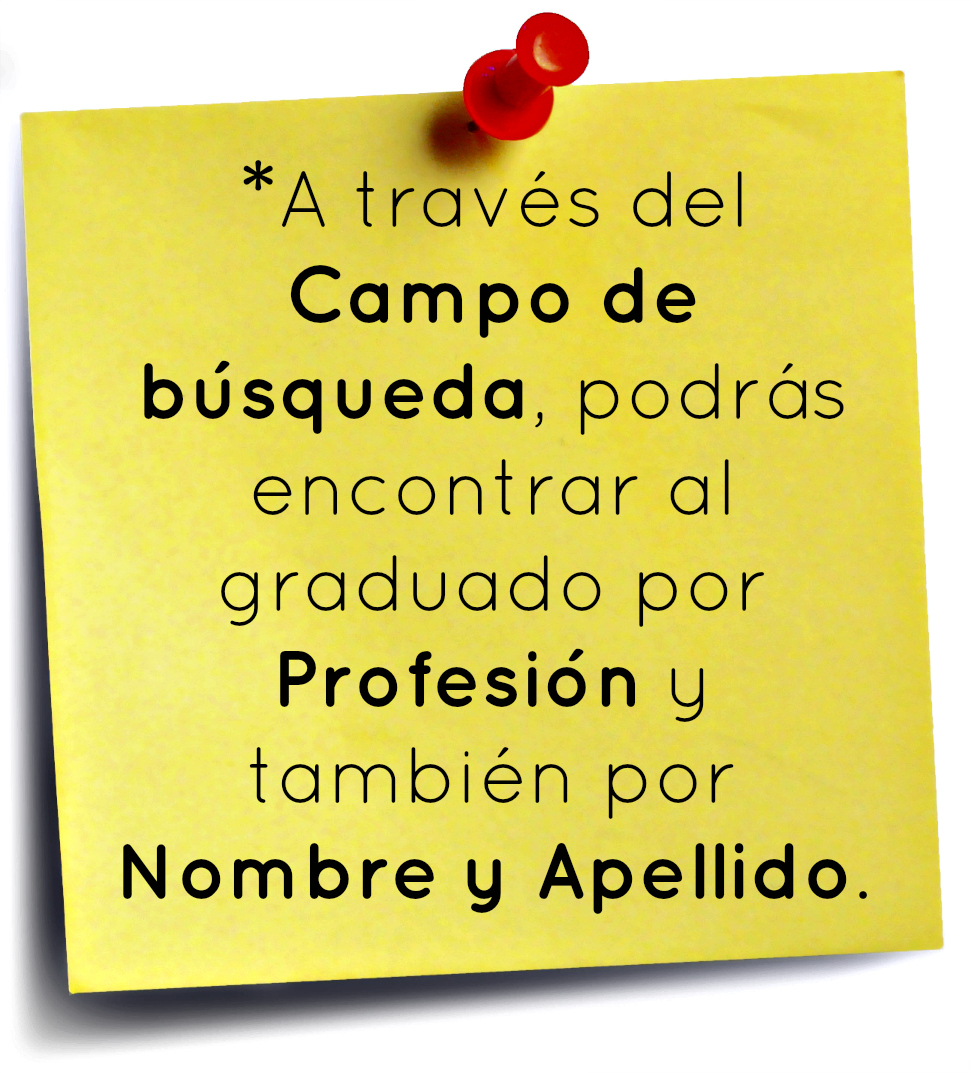 *A través del
Campo de
búsqueda, podrás
encontrar al
graduado por
Profesión y
también por
Nombre y Apellido.